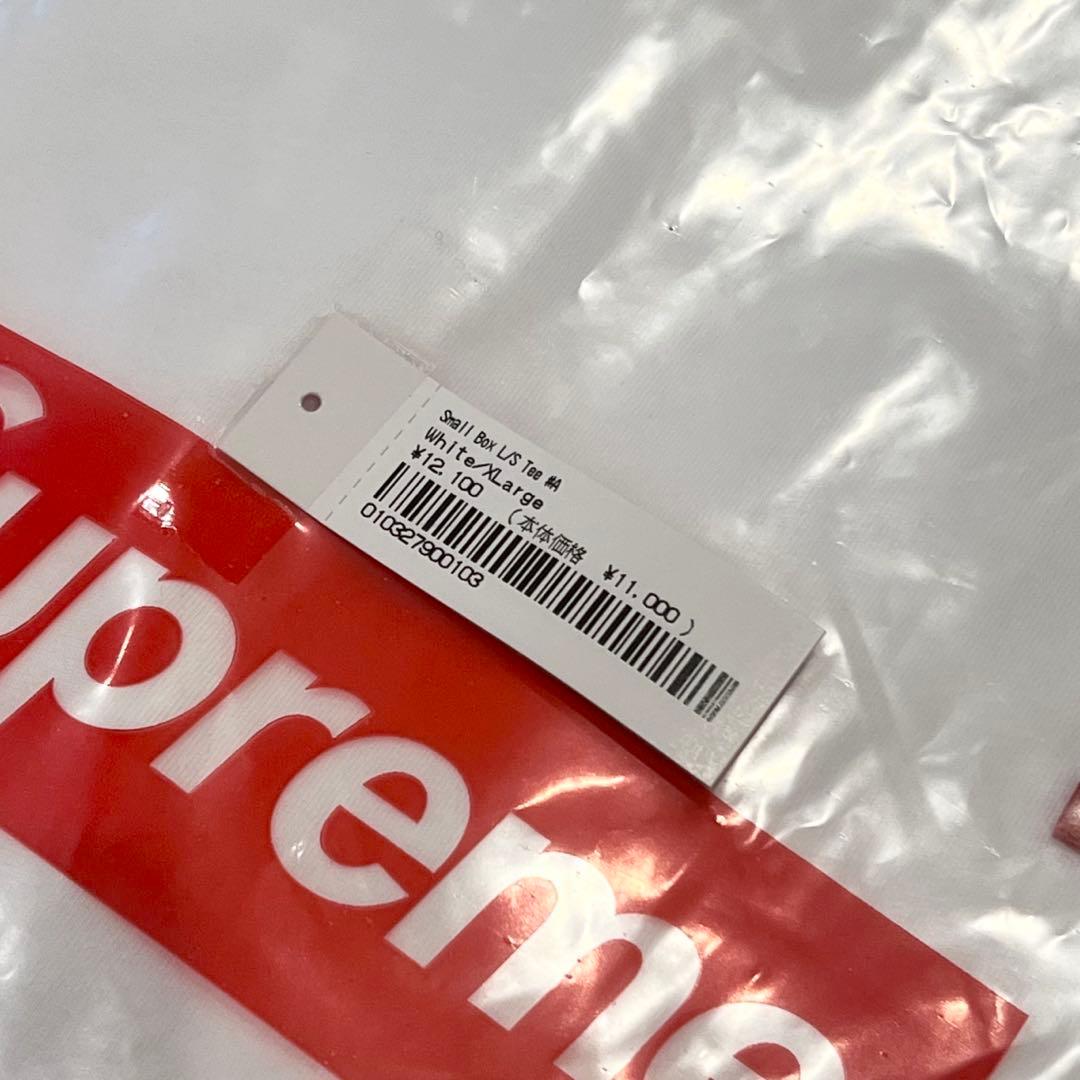 Small Box L/S Tee #A
White/XLarge
¥12,100 (本体価格 ¥11,000)
010327900103
Supreme